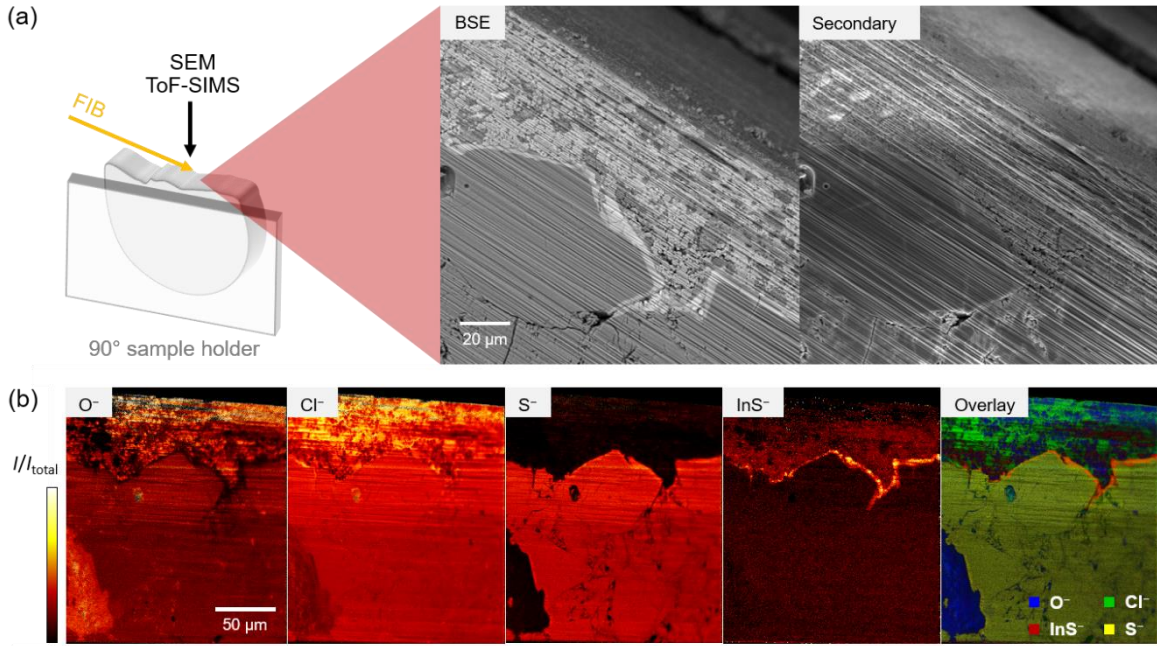 (a)
SEM
ToF-SIMS
FIB
90° sample holder
BSE
20 µm
Secondary
(b)
I/Itotal
O⁻
50 µm
Cl⁻
S⁻
InS⁻
Overlay
O⁻
Cl⁻
InS⁻
S⁻